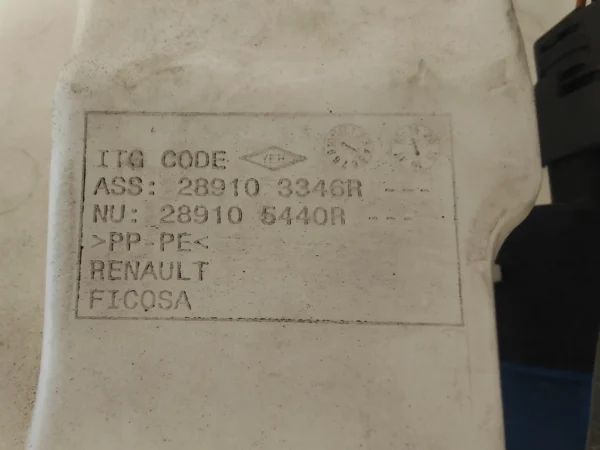 ITG CODE
ASS: 28910 3346R ---
NU: 28910 5440R ---
>PP-PE<
RENAULT
FICOSA